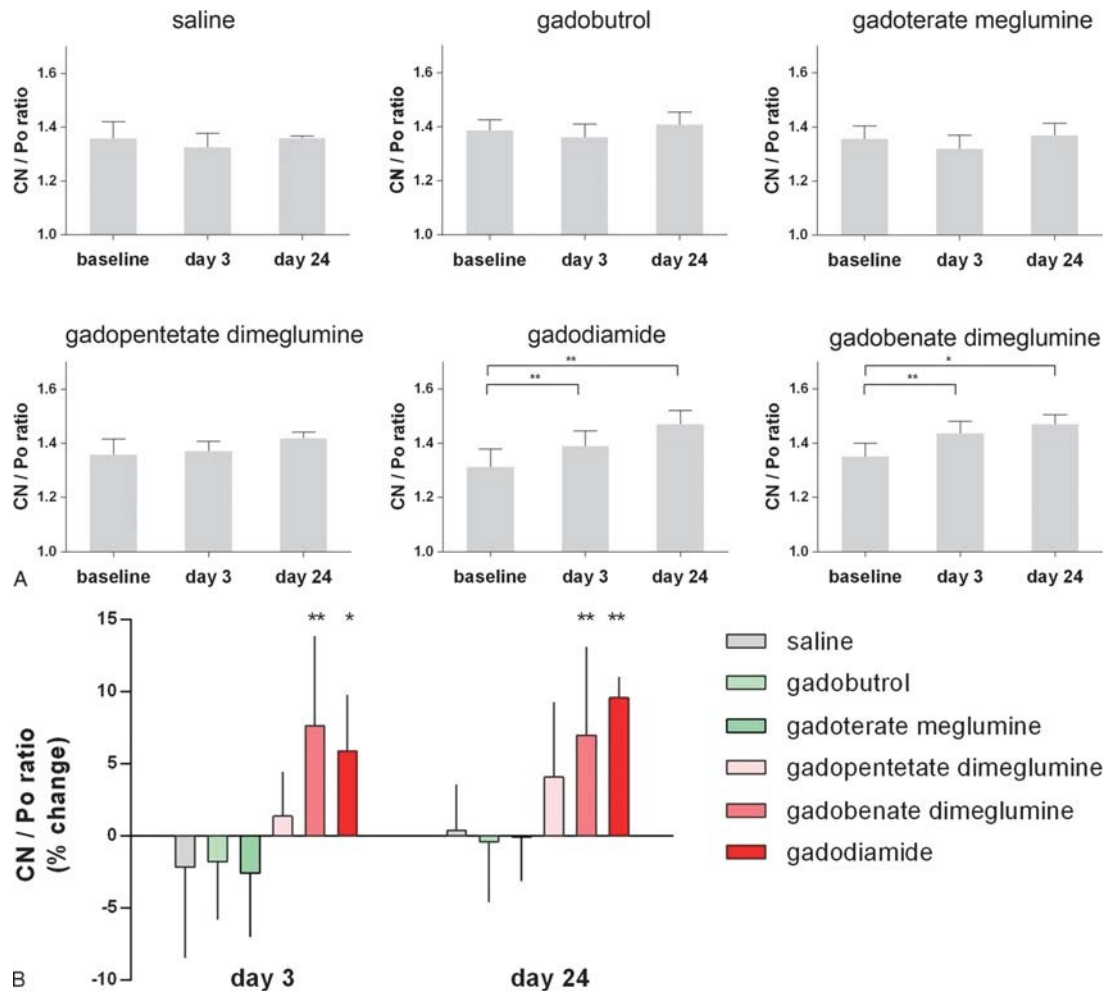 saline
gadobutrol
gadoterate meglumine
CN / Po ratio
1.6
1.4
1.2
1.0
baseline day 3 day 24
CN / Po ratio
1.6
1.4
1.2
1.0
baseline day 3 day 24
CN / Po ratio
1.6
1.4
1.2
1.0
baseline day 3 day 24
gadopentetate dimeglumine
gadodiamide
gadobenate dimeglumine
CN / Po ratio
1.6
1.4
1.2
1.0
baseline day 3 day 24
CN / Po ratio
1.6
1.4
1.2
1.0
**
**
baseline day 3 day 24
CN / Po ratio
1.6
1.4
1.2
1.0
*
**
baseline day 3 day 24
A
CN / Po ratio
(% change)
15
10
5
0
-5
-10
** *
** **
day 3 day 24
saline
gadobutrol
gadoterate meglumine
gadopentetate dimeglumine
gadobenate dimeglumine
gadodiamide
B